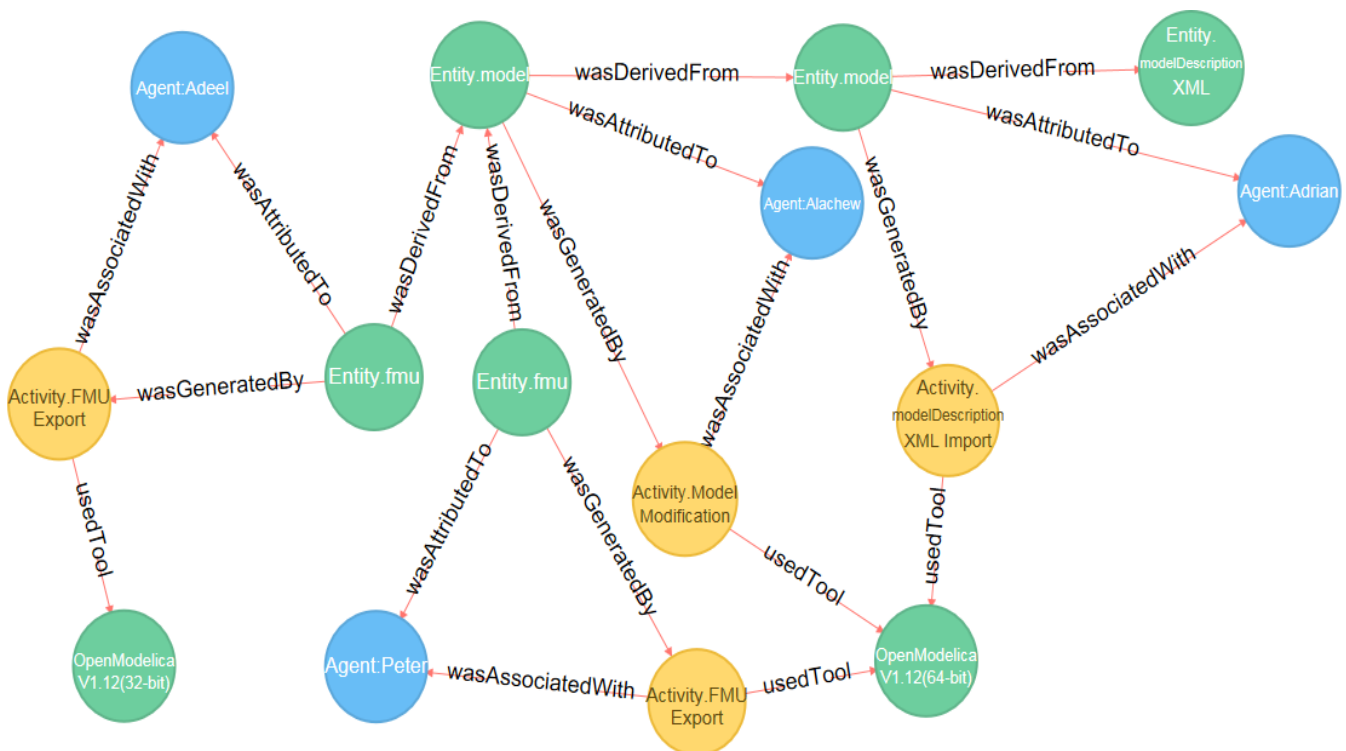 Entity.
modelDescription
XML
wasDerivedFrom
wasDerivedFrom
Entity.model
Entity.model
Agent:Adeel
wasAttributedTo
wasAttributedTo
Agent:Alachew
Agent:Adrian
wasAssociatedWith
wasAttributedTo
wasDerivedFrom
wasDerivedFrom
wasGeneratedBy
wasGeneratedBy
wasAssociatedWith
wasAssociatedWith
Entity.fmu
Entity.fmu
wasGeneratedBy
Activity.FMU
Export
Activity.
modelDescription
XML Import
usedTool
wasAttributedTo
wasGeneratedBy
Activity.Model
Modification
usedTool
usedTool
OpenModelica
V1.12(32-bit)
Agent:Peter
wasAssociatedWith
Activity.FMU
Export
usedTool
OpenModelica
V1.12(64-bit)